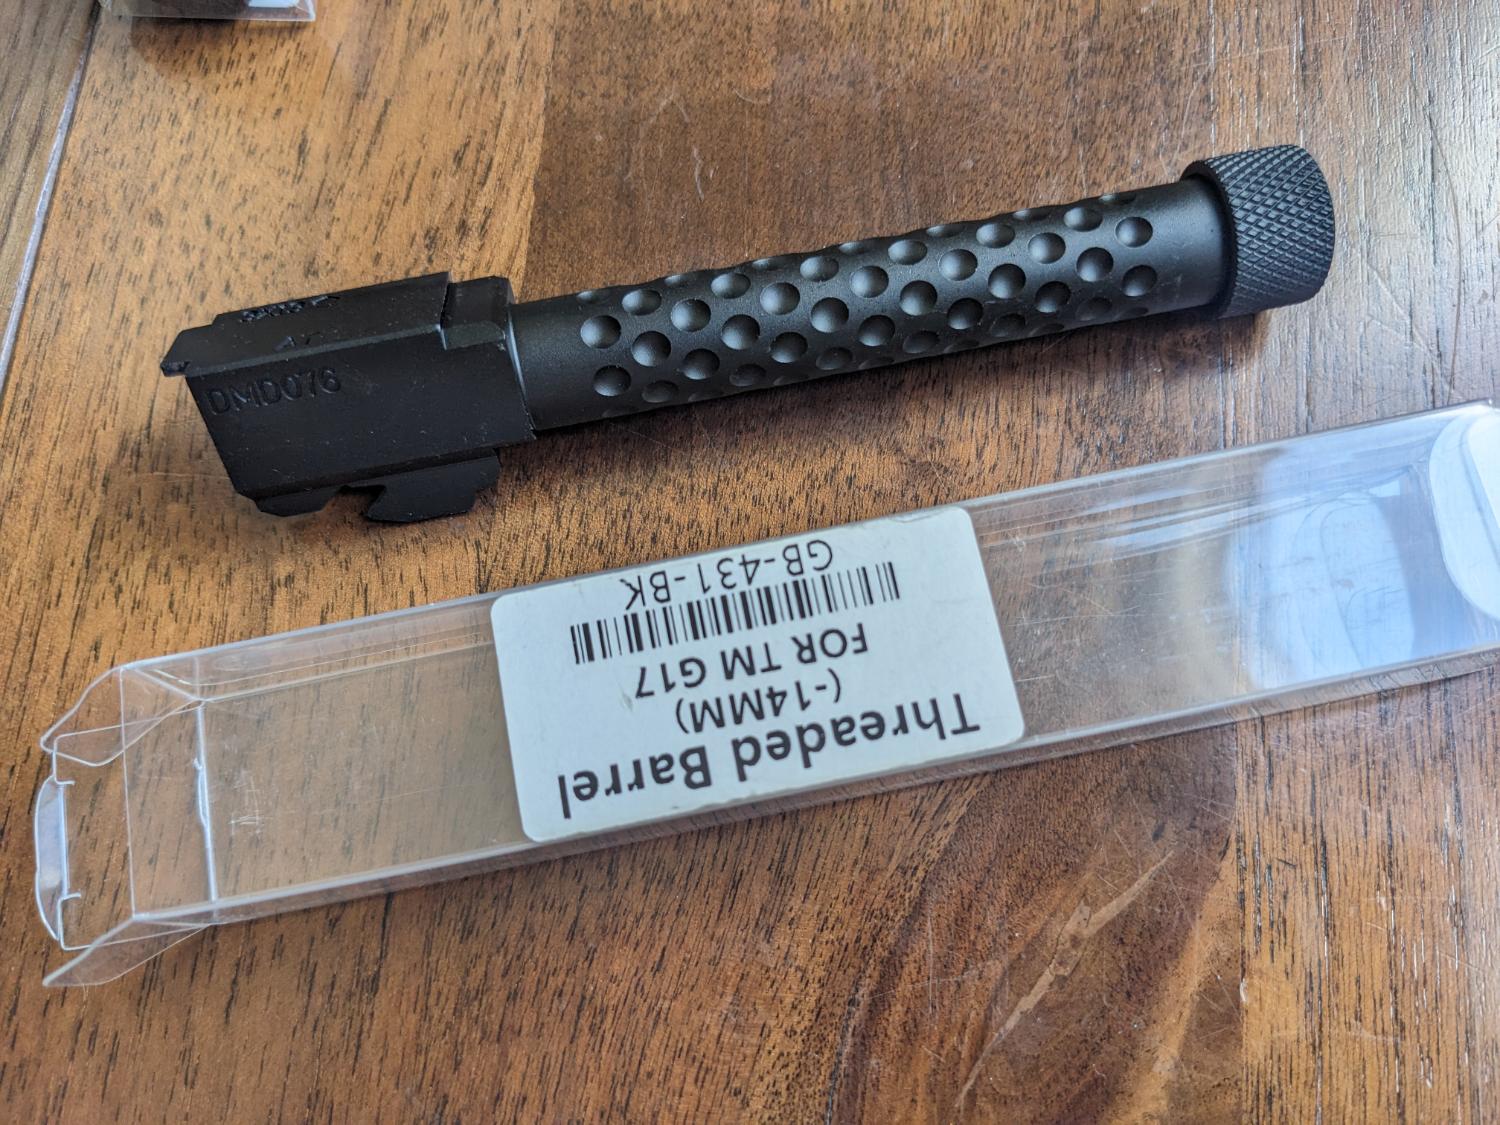 DMD076
Threaded Barrel
(-14MM)
FOR TM G17
GB-431-BK